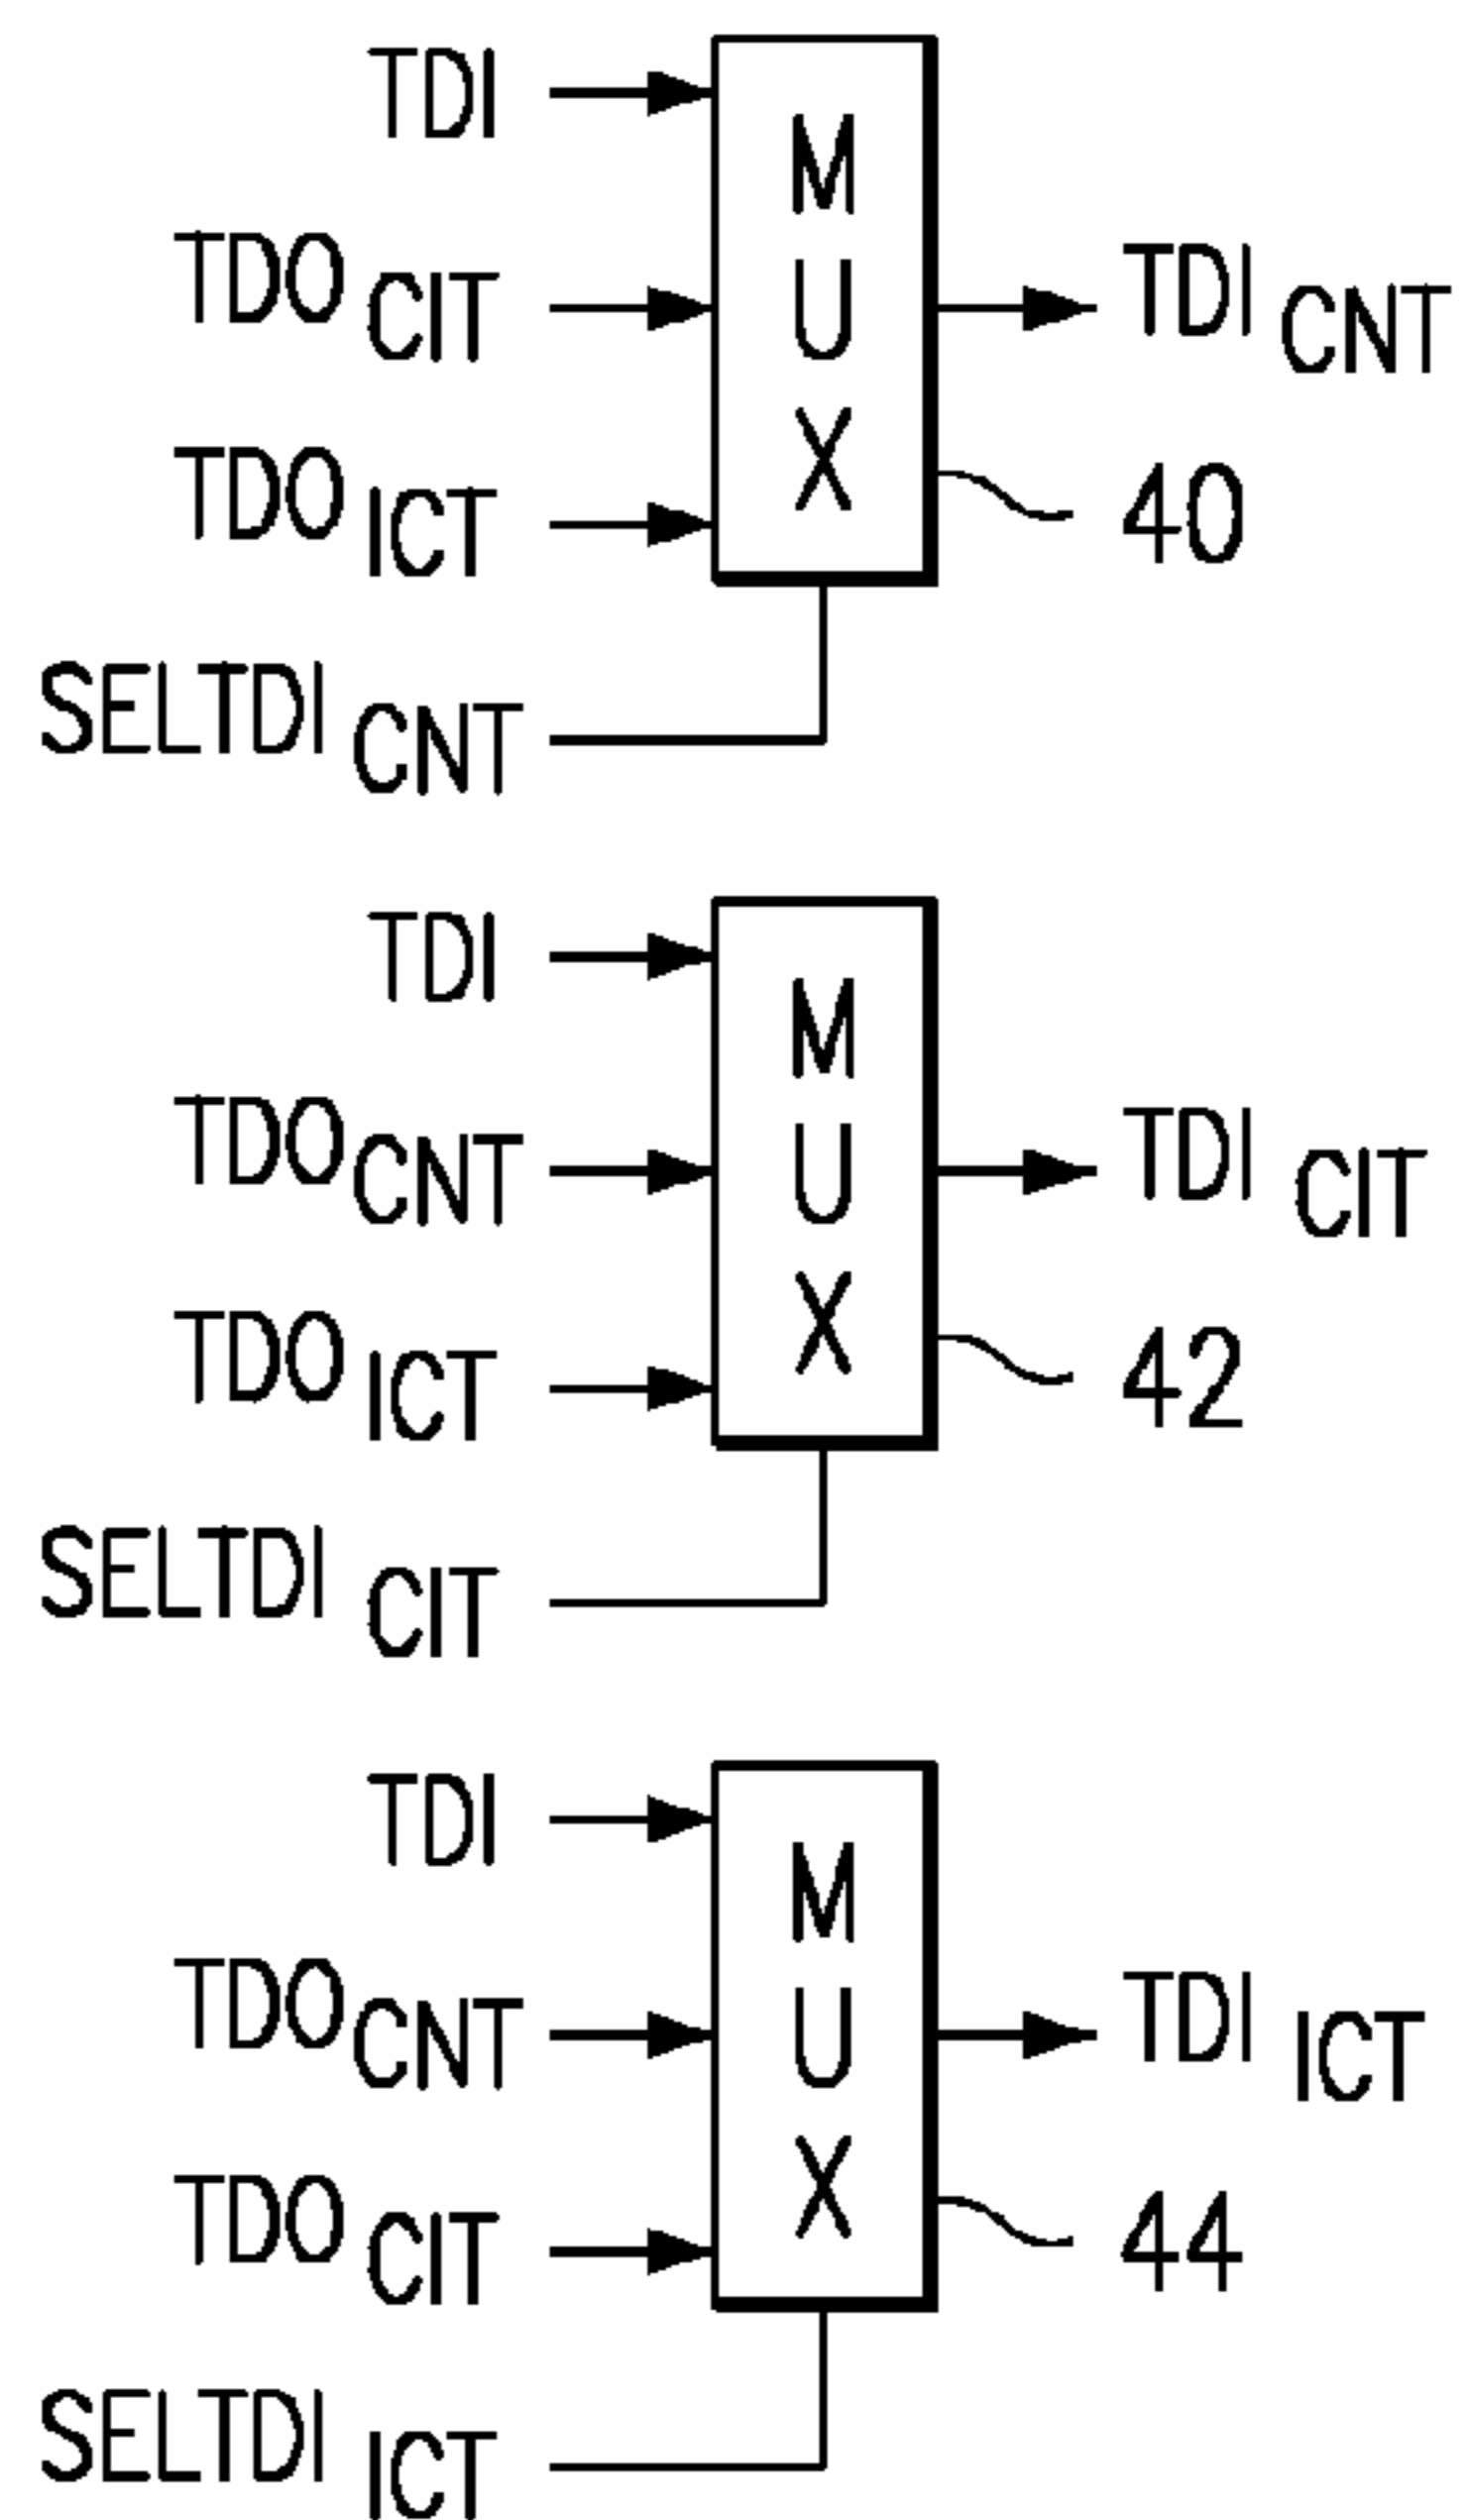 TDI
TDO CIT
TDO ICT
SELTDI CNT
MUX
TDI CNT
40
TDI
TDO CNT
TDO ICT
SELTDI CIT
MUX
TDI CIT
42
TDI
TDO CNT
TDO CIT
SELTDI ICT
MUX
TDI ICT
44